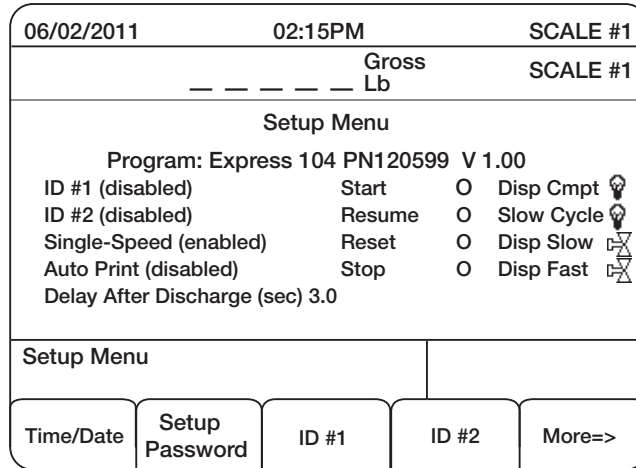 06/02/2011 02:15PM SCALE #1
Gross SCALE #1
_ _ _ _ _ _ Lb
Setup Menu
Program: Express 104 PN120599 V 1.00
ID #1 (disabled) Start O Disp Cmpt
ID #2 (disabled) Resume O Slow Cycle
Single-Speed (enabled) Reset O Disp Slow
Auto Print (disabled) Stop O Disp Fast
Delay After Discharge (sec) 3.0
Setup Menu
Time/Date Setup Password ID #1 ID #2 More=>